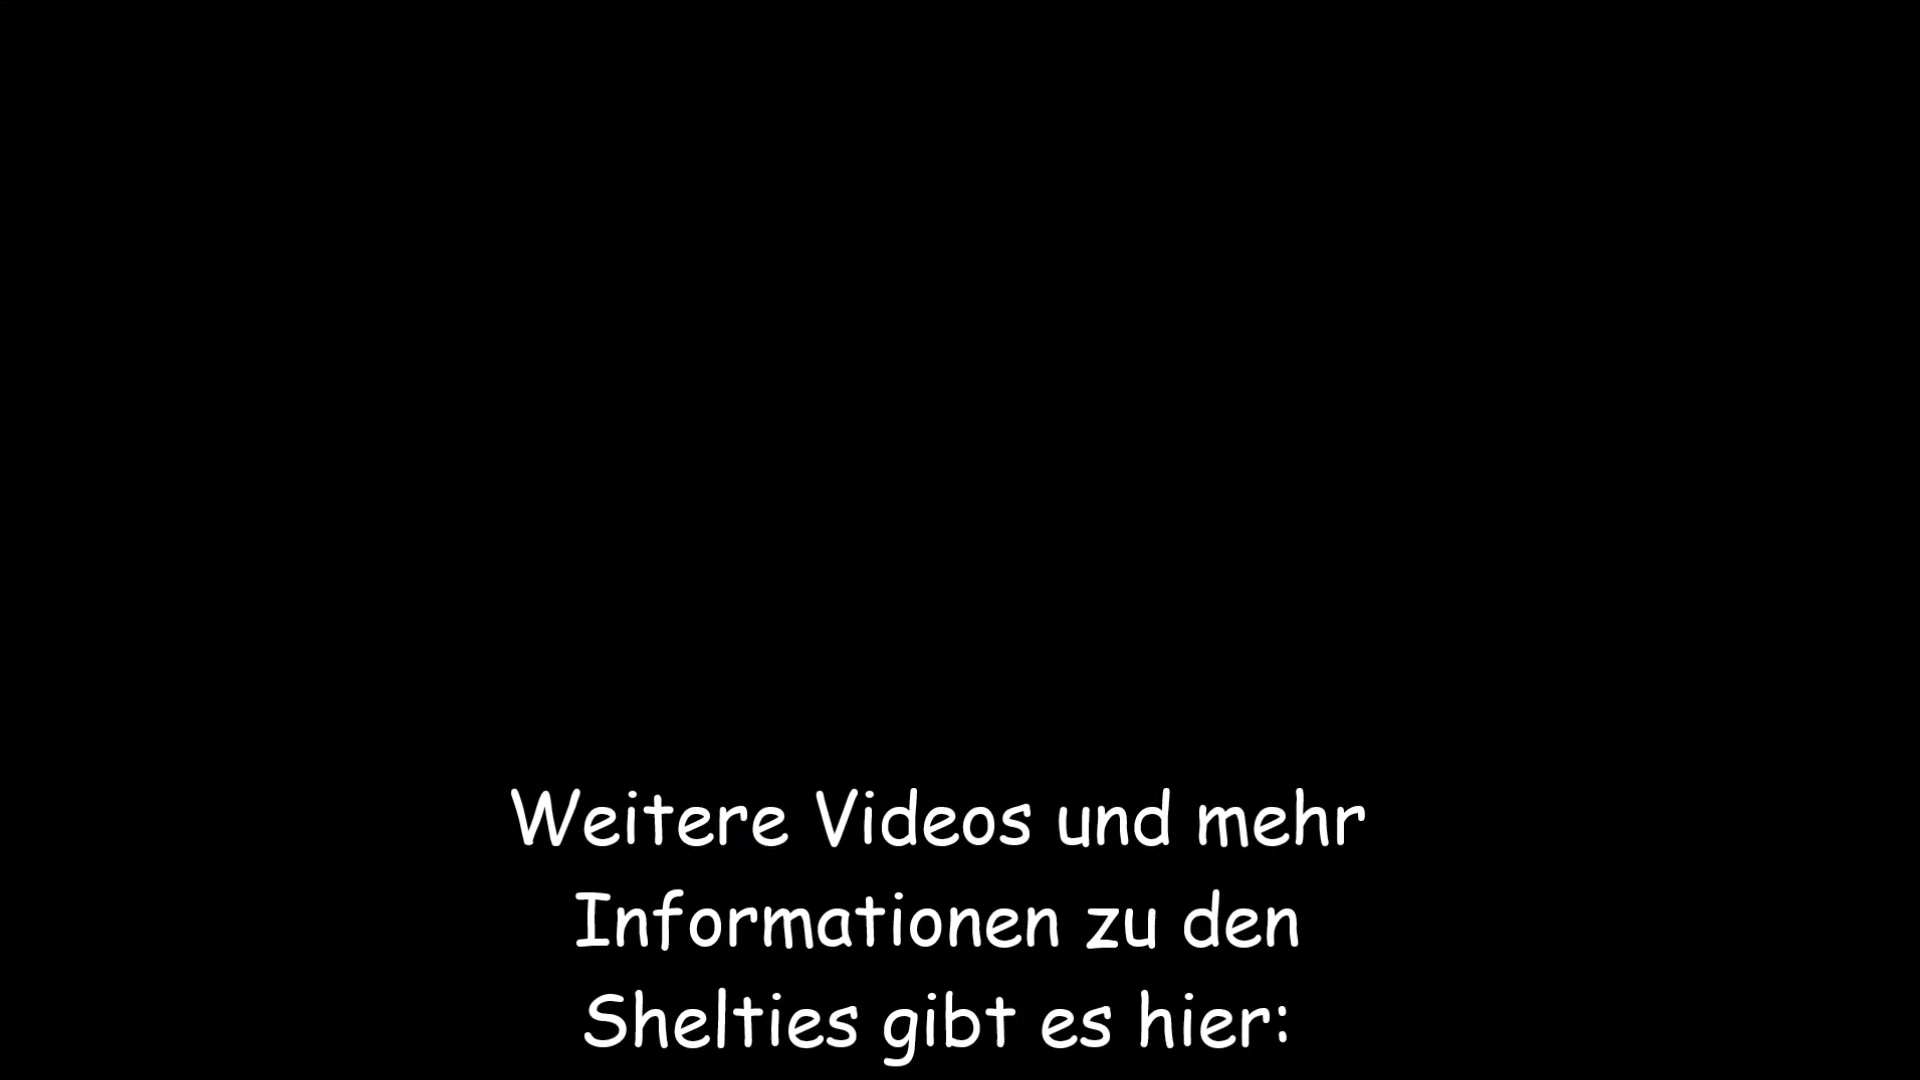 Weitere Videos und mehr
Informationen zu den
Shelties gibt es hier: